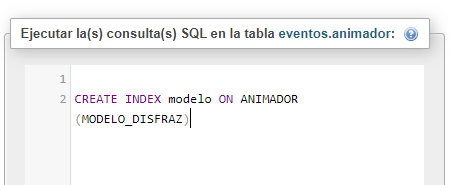 Ejecutar la(s) consulta(s) SQL en la tabla eventos.animador:
1
2 CREATE INDEX modelo ON ANIMADOR
(MODELO_DISFRAZ)